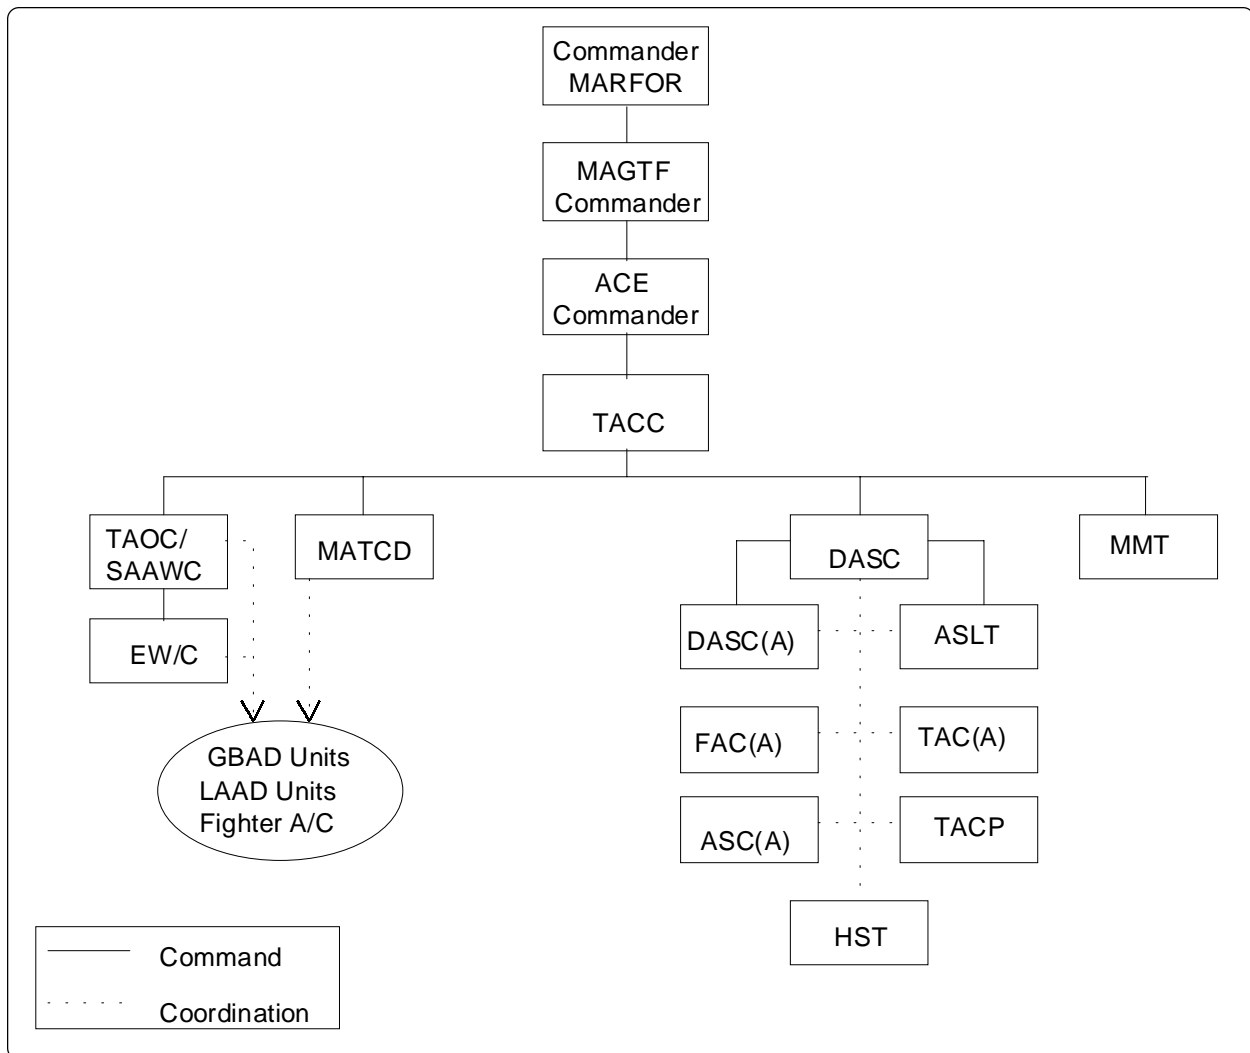 Commander
MARFOR
MAGTF
Commander
ACE
Commander
TACC
TAOC/
SAAWC
MATCD
DASC
MMT
EW/C
DASC(A)
ASLT
FAC(A)
TAC(A)
GBAD Units
LAAD Units
Fighter A/C
ASC(A)
TACP
HST
Command
Coordination